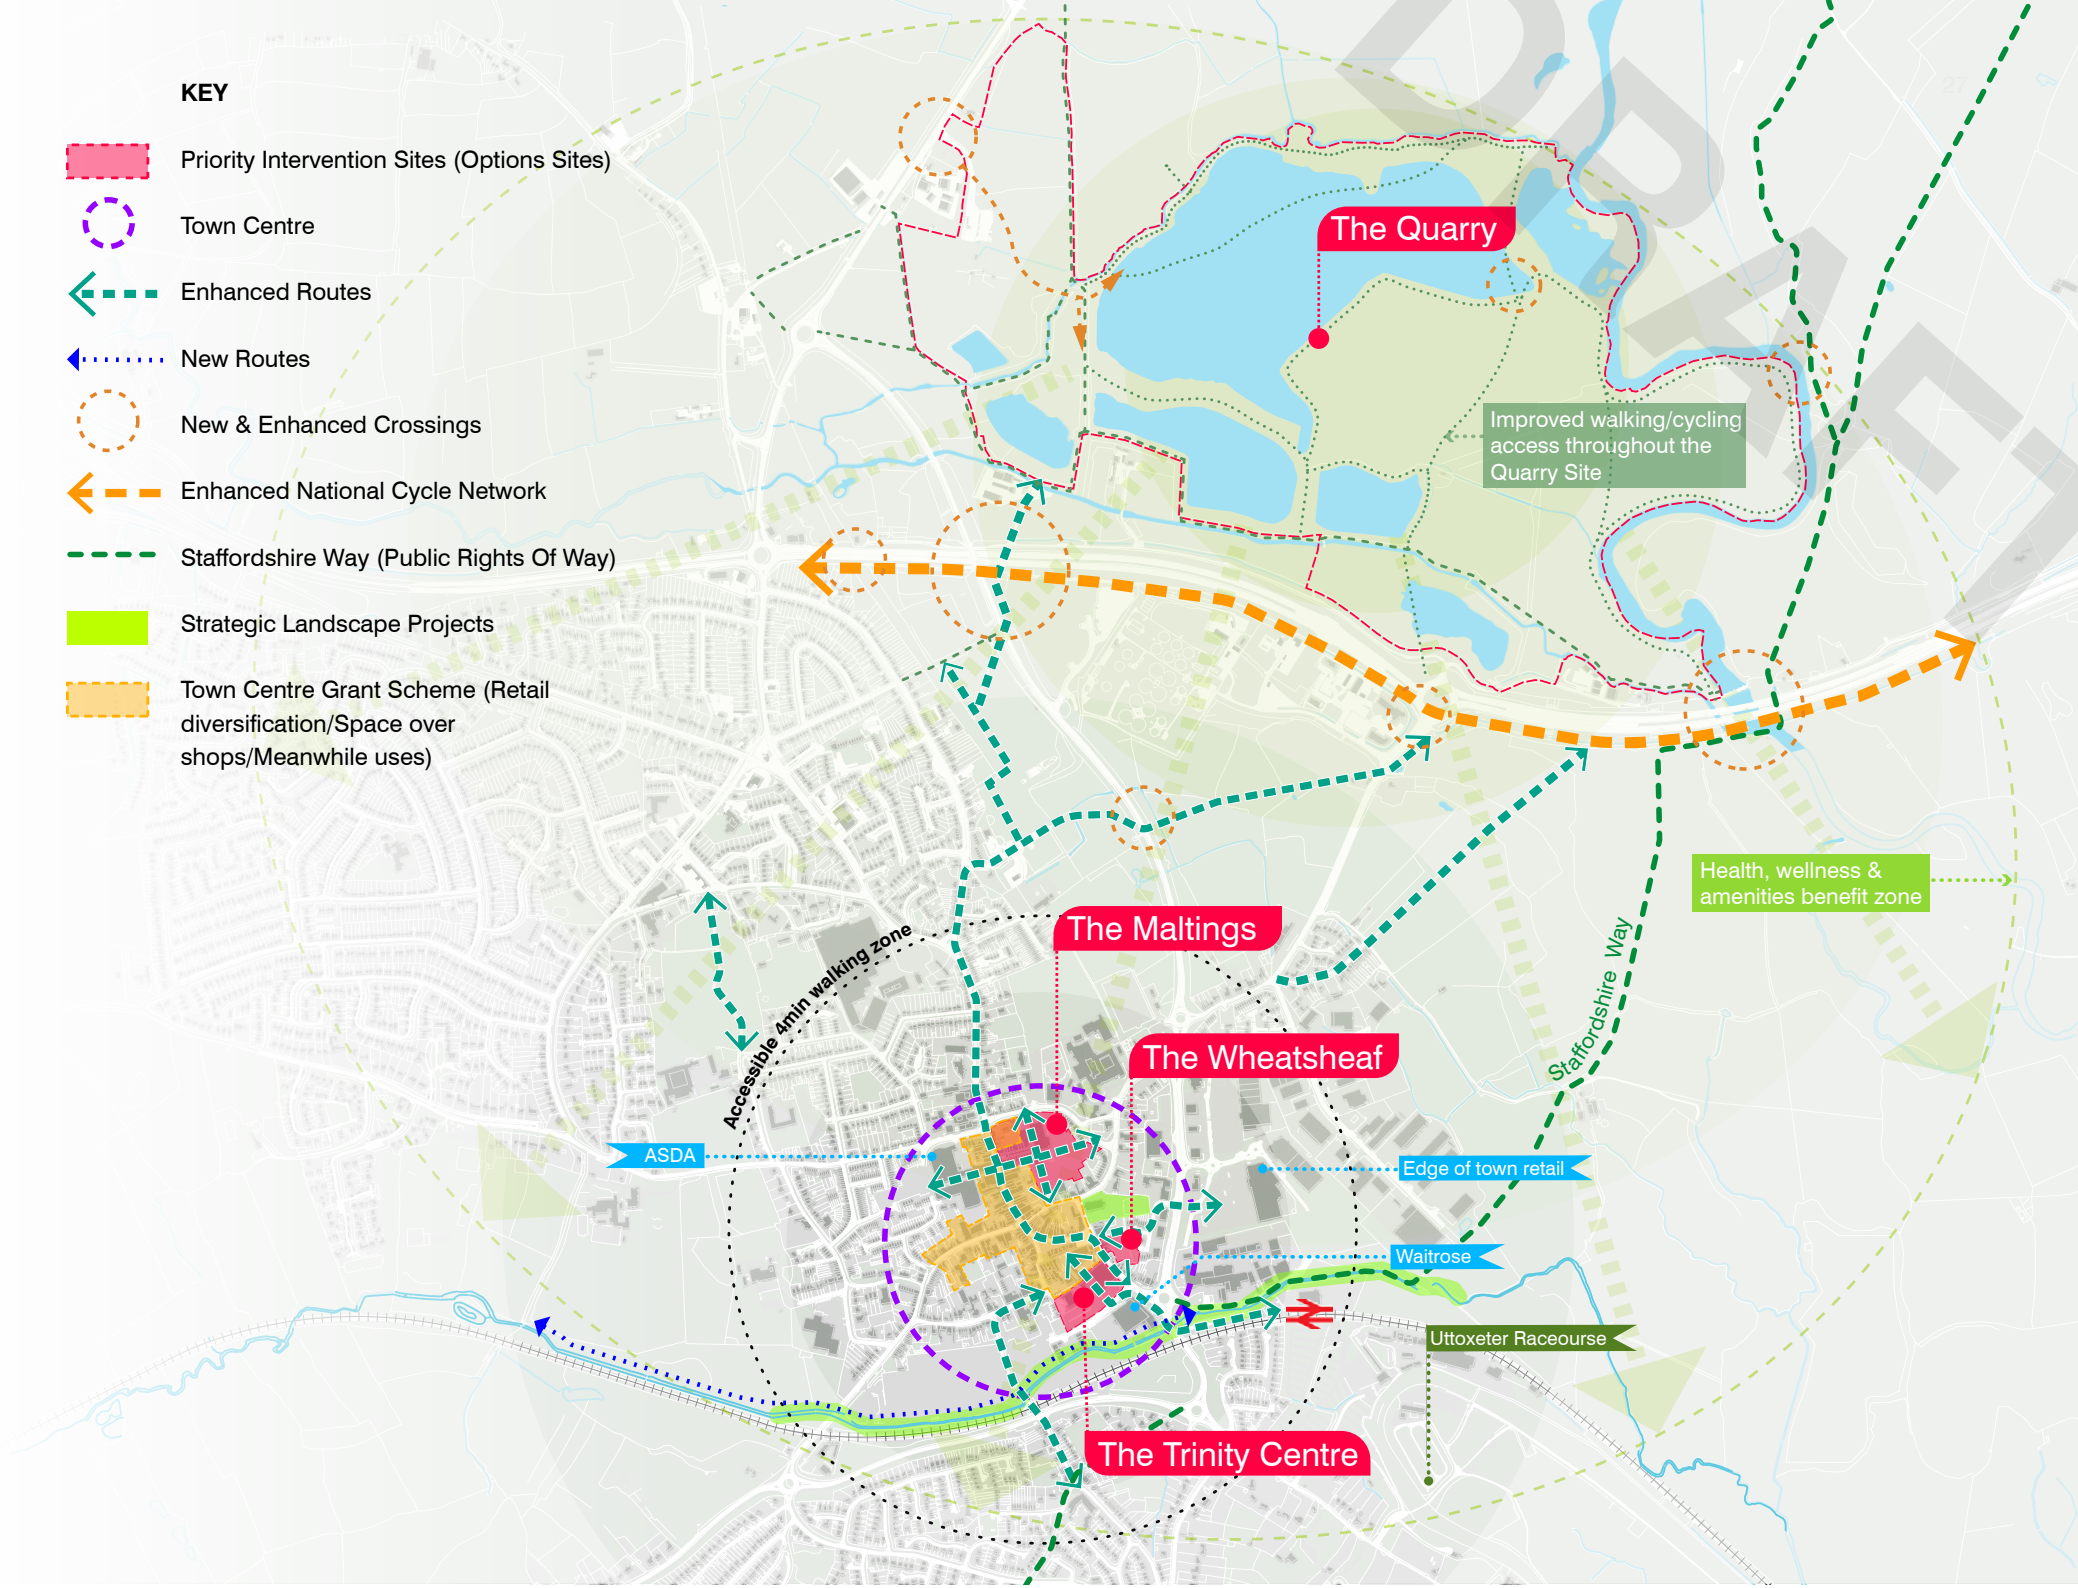 KEY
Priority Intervention Sites (Options Sites)
Town Centre
Enhanced Routes
New Routes
New & Enhanced Crossings
Enhanced National Cycle Network
Staffordshire Way (Public Rights Of Way)
Strategic Landscape Projects
Town Centre Grant Scheme (Retail
diversification/Space over
shops/Meanwhile uses)
DRAFT
27
The Quarry
Improved walking/cycling
access throughout the
Quarry Site
Health, wellness &
amenities benefit zone
The Maltings
Accessible 4min walking zone
Staffordshire Way
The Wheatsheaf
ASDA
Edge of town retail
Waitrose
Uttoxeter Raceourse
The Trinity Centre